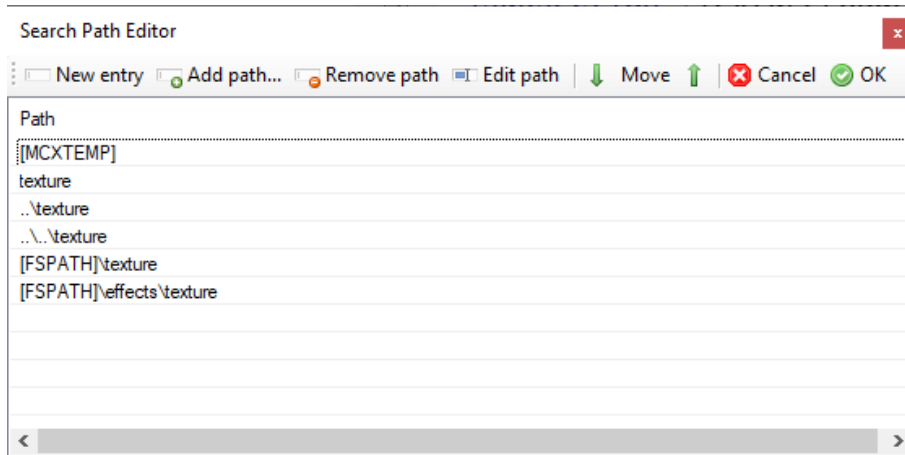 Search Path Editor
x
New entry Add path... Remove path Edit path Move Cancel OK
Path
[MCXTEMP]
texture
..\texture
..\..\texture
[FSPATH]\texture
[FSPATH]\effects\texture